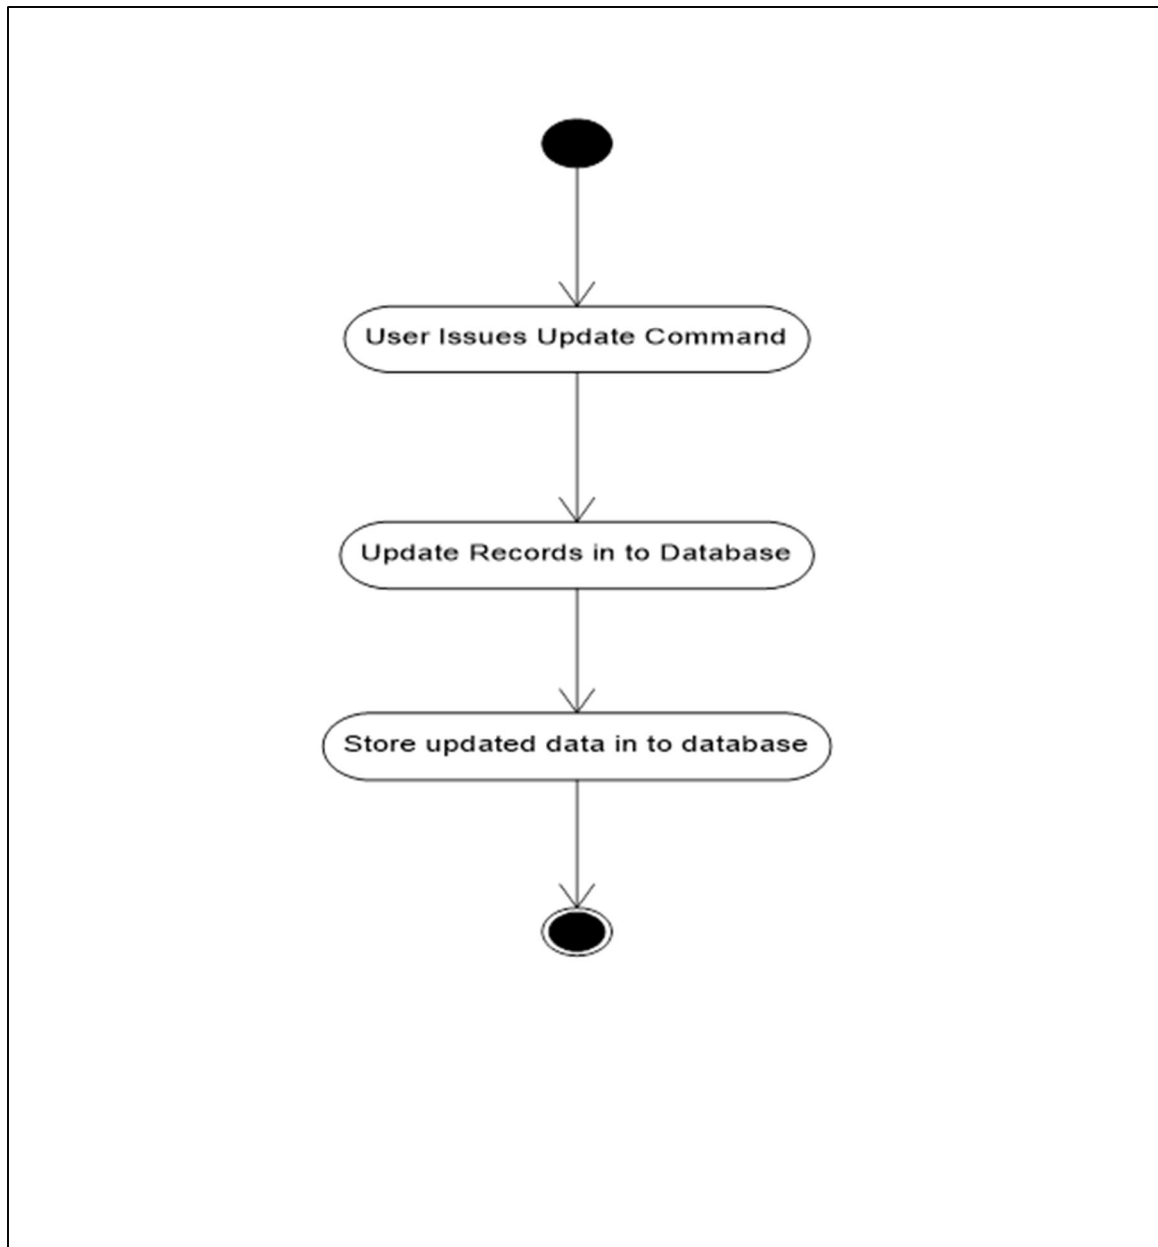 User Issues Update Command
Update Records in to Database
Store updated data in to database